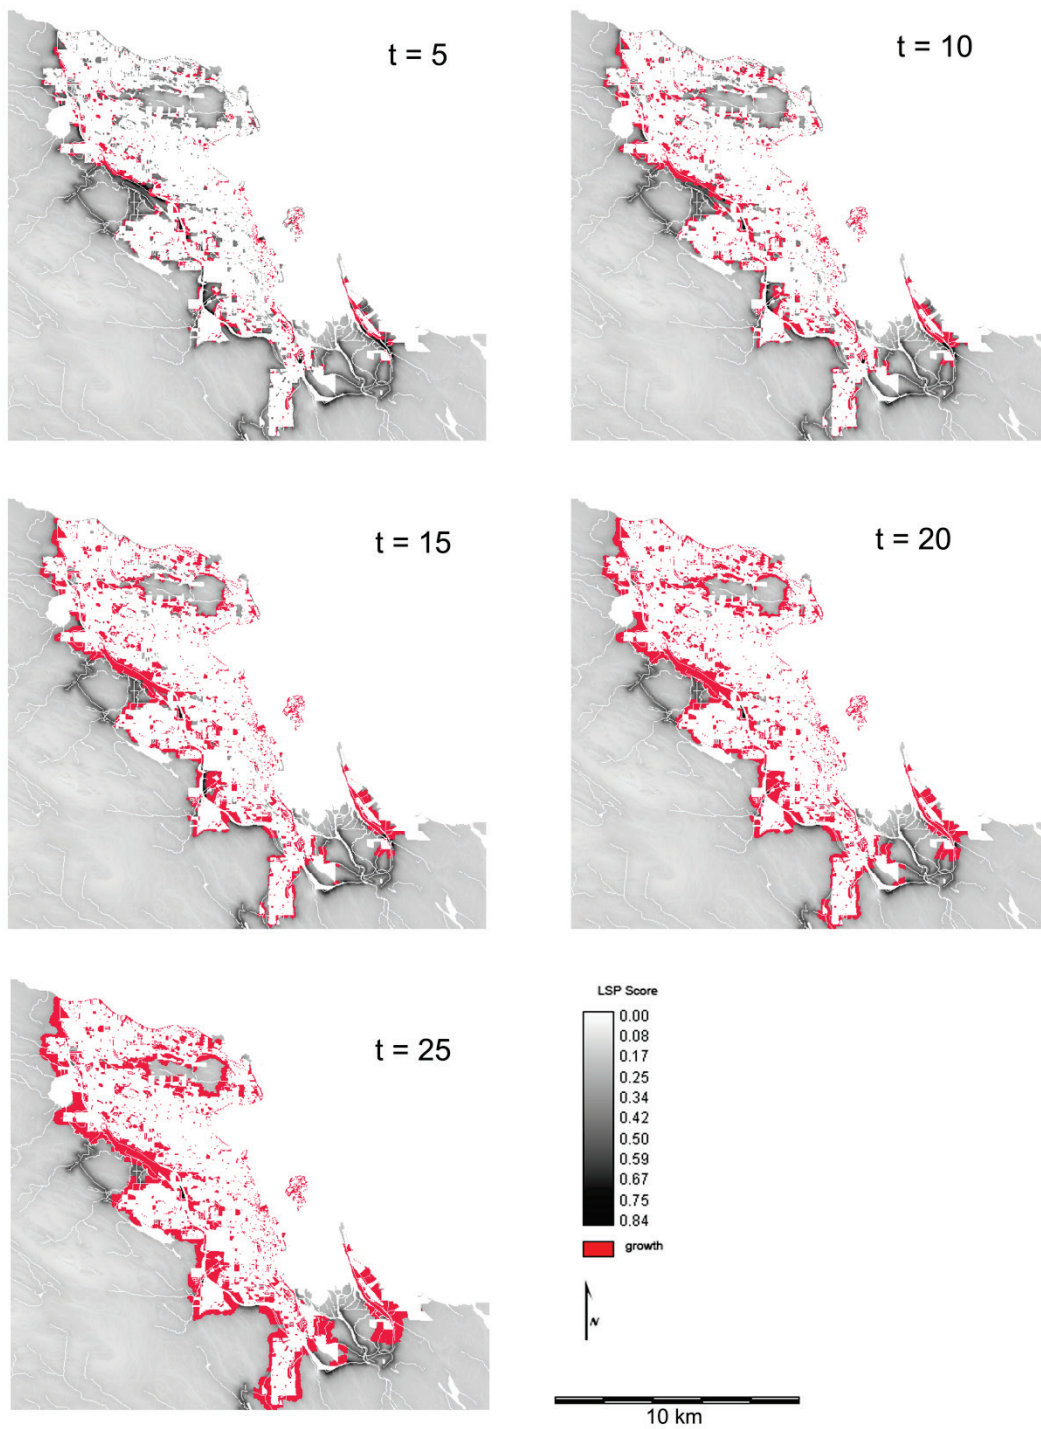 t = 5
t = 10
t = 15
t = 20
t = 25
LSP Score
0.00
0.08
0.17
0.25
0.34
0.42
0.50
0.59
0.67
0.75
0.84
growth
N
10 km